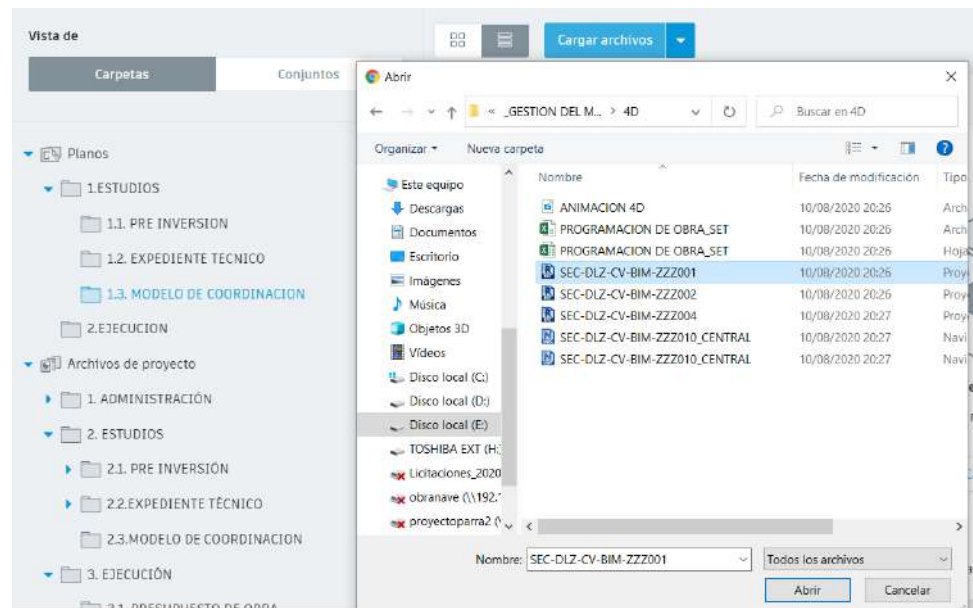 Vista de
Carpetas
Conjuntos
Planos
1.ESTUDIOS
1.1. PRE INVERSION
1.2. EXPEDIENTE TECNICO
1.3. MODELO DE COORDINACION
2.EJECUCION
Archivos de proyecto
1. ADMINISTRACIÓN
2. ESTUDIOS
2.1. PRE INVERSIÓN
2.2.EXPEDIENTE TÉCNICO
2.3.MODELO DE COORDINACION
3. EJECUCIÓN
3.1. PRESUPUESTO DE OBRA
Cargar archivos
Abrir
« _GESTION DEL M... > 4D
Buscar en 4D
Organizar
Nueva carpeta
Este equipo
Descargas
Documentos
Escritorio
Imágenes
Música
Objetos 3D
Vídeos
Disco local (C:)
Disco local (D:)
Disco local (E:)
TOSHIBA EXT (H:
Licitaciones_2020
obranave (\\192.
proyectoparra2 (
Nombre Fecha de modificación Tipo
ANIMACION 4D 10/08/2020 20:26 Arch
PROGRAMACION DE OBRA_SET 10/08/2020 20:26 Arch
PROGRAMACION DE OBRA_SET 10/08/2020 20:26 Hoja
SEC-DLZ-CV-BIM-ZZZ001 10/08/2020 20:26 Proy
SEC-DLZ-CV-BIM-ZZZ002 10/08/2020 20:26 Proy
SEC-DLZ-CV-BIM-ZZZ004 10/08/2020 20:27 Proy
SEC-DLZ-CV-BIM-ZZZ010_CENTRAL 10/08/2020 20:27 Navi
SEC-DLZ-CV-BIM-ZZZ010_CENTRAL 10/08/2020 20:27 Navi
Nombre: SEC-DLZ-CV-BIM-ZZZ001
Todos los archivos
Abrir
Cancelar